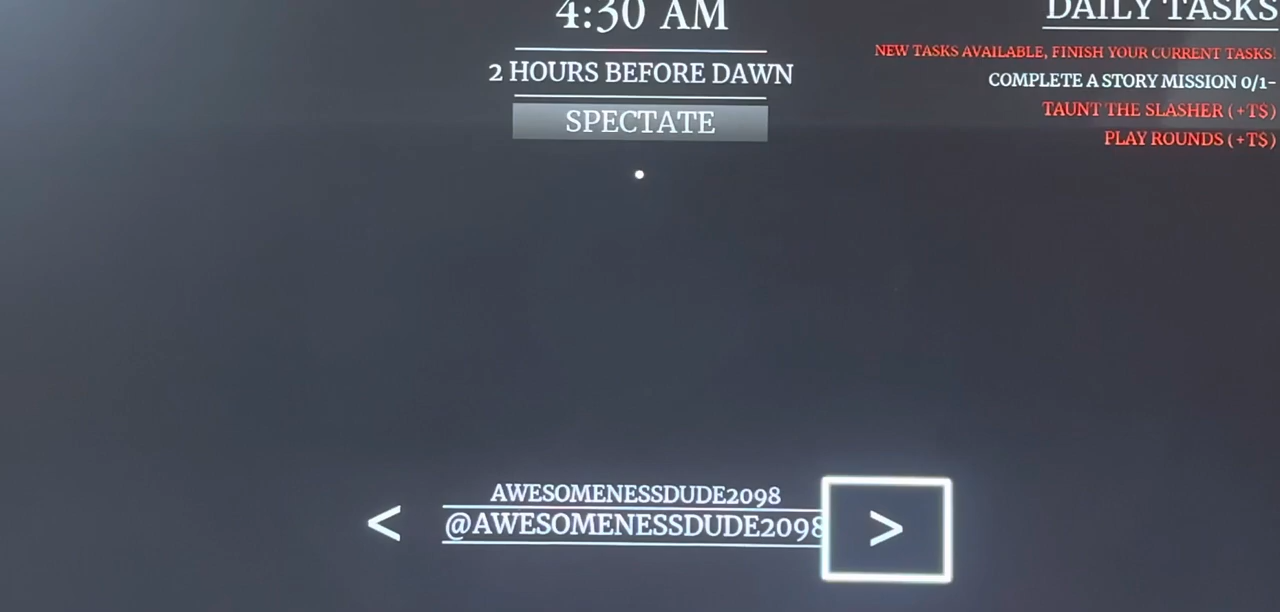 4:30 AM
2 HOURS BEFORE DAWN
SPECTATE
DAILY TASKS
NEW TASKS AVAILABLE, FINISH YOUR CURRENT TASKS!
COMPLETE A STORY MISSION 0/1-
TAUNT THE SLASHER (+T$)
PLAY ROUNDS (+T$)
<
AWESOMENESSDUDE2098
@AWESOMENESSDUDE2098
>